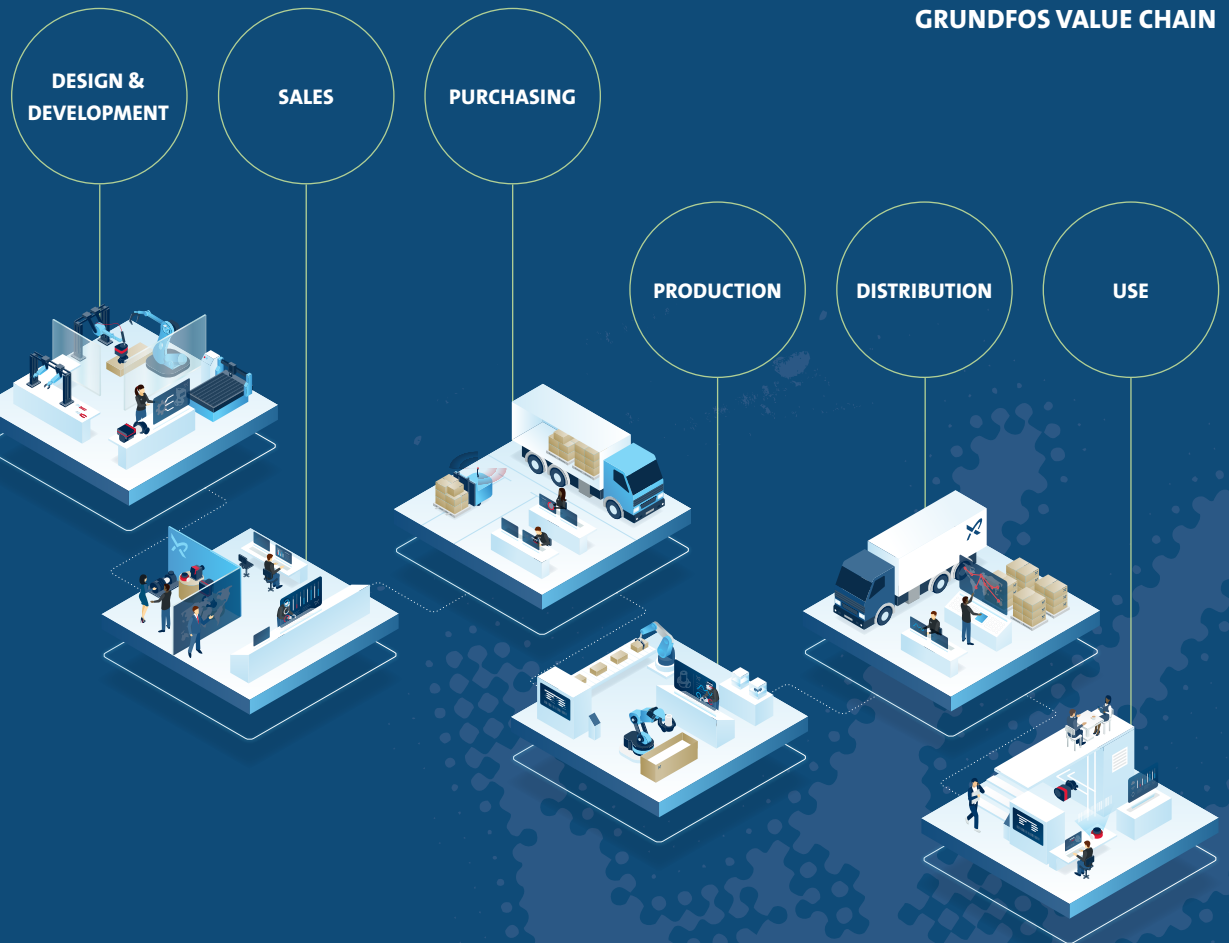 GRUNDFOS VALUE CHAIN
DESIGN &
DEVELOPMENT
SALES
PURCHASING
PRODUCTION
DISTRIBUTION
USE